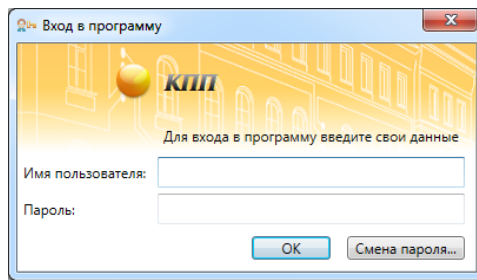 Вход в программу
КПП
Для входа в программу введите свои данные
Имя пользователя:
Пароль:
OK Смена пароля...